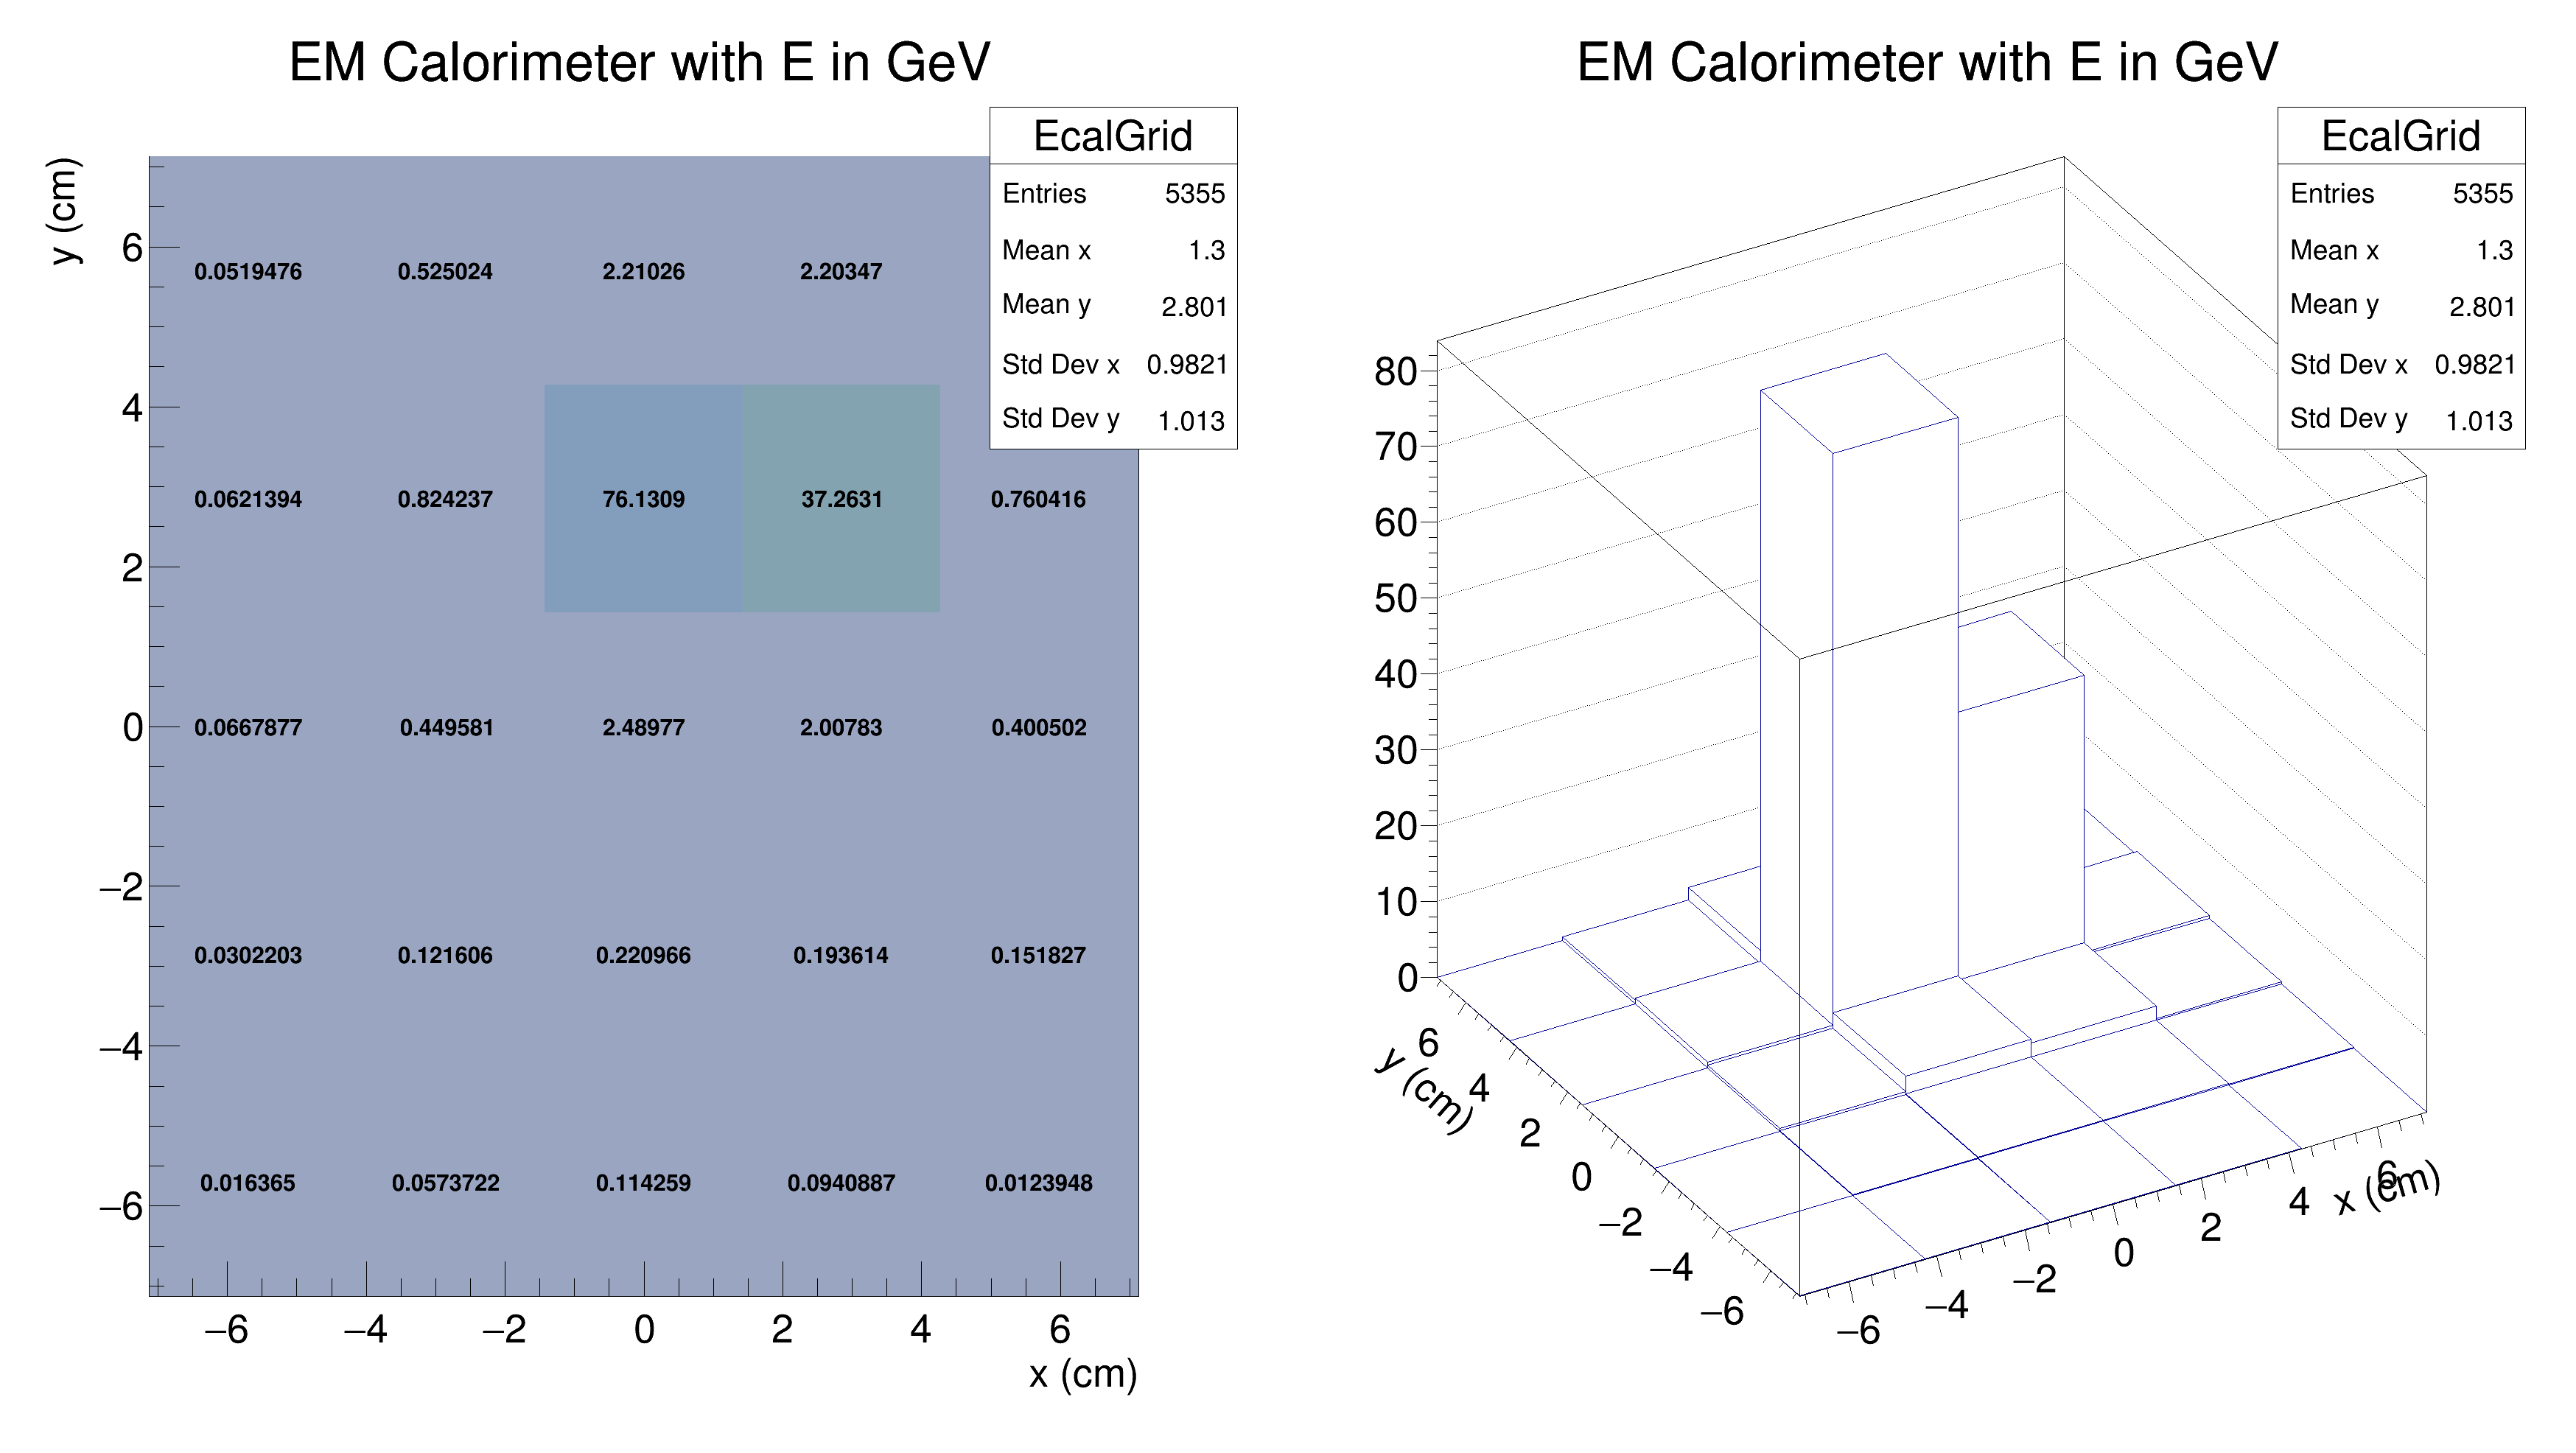 EM Calorimeter with E in GeV
EcalGrid
Entries 5355
Mean x 1.3
Mean y 2.801
Std Dev x 0.9821
Std Dev y 1.013
y (cm)
6
4
2
0
−2
−4
−6
0.0519476 0.525024 2.21026 2.20347
0.0621394 0.824237 76.1309 37.2631 0.760416
0.0667877 0.449581 2.48977 2.00783 0.400502
0.0302203 0.121606 0.220966 0.193614 0.151827
0.016365 0.0573722 0.114259 0.0940887 0.0123948
−6 −4 −2 0 2 4 6
x (cm)
EM Calorimeter with E in GeV
EcalGrid
Entries 5355
Mean x 1.3
Mean y 2.801
Std Dev x 0.9821
Std Dev y 1.013
80
70
60
50
40
30
20
10
0
6
4
2
0
−2
−4
−6
y (cm)
−6
−4
−2
0
2
4
6
x (cm)